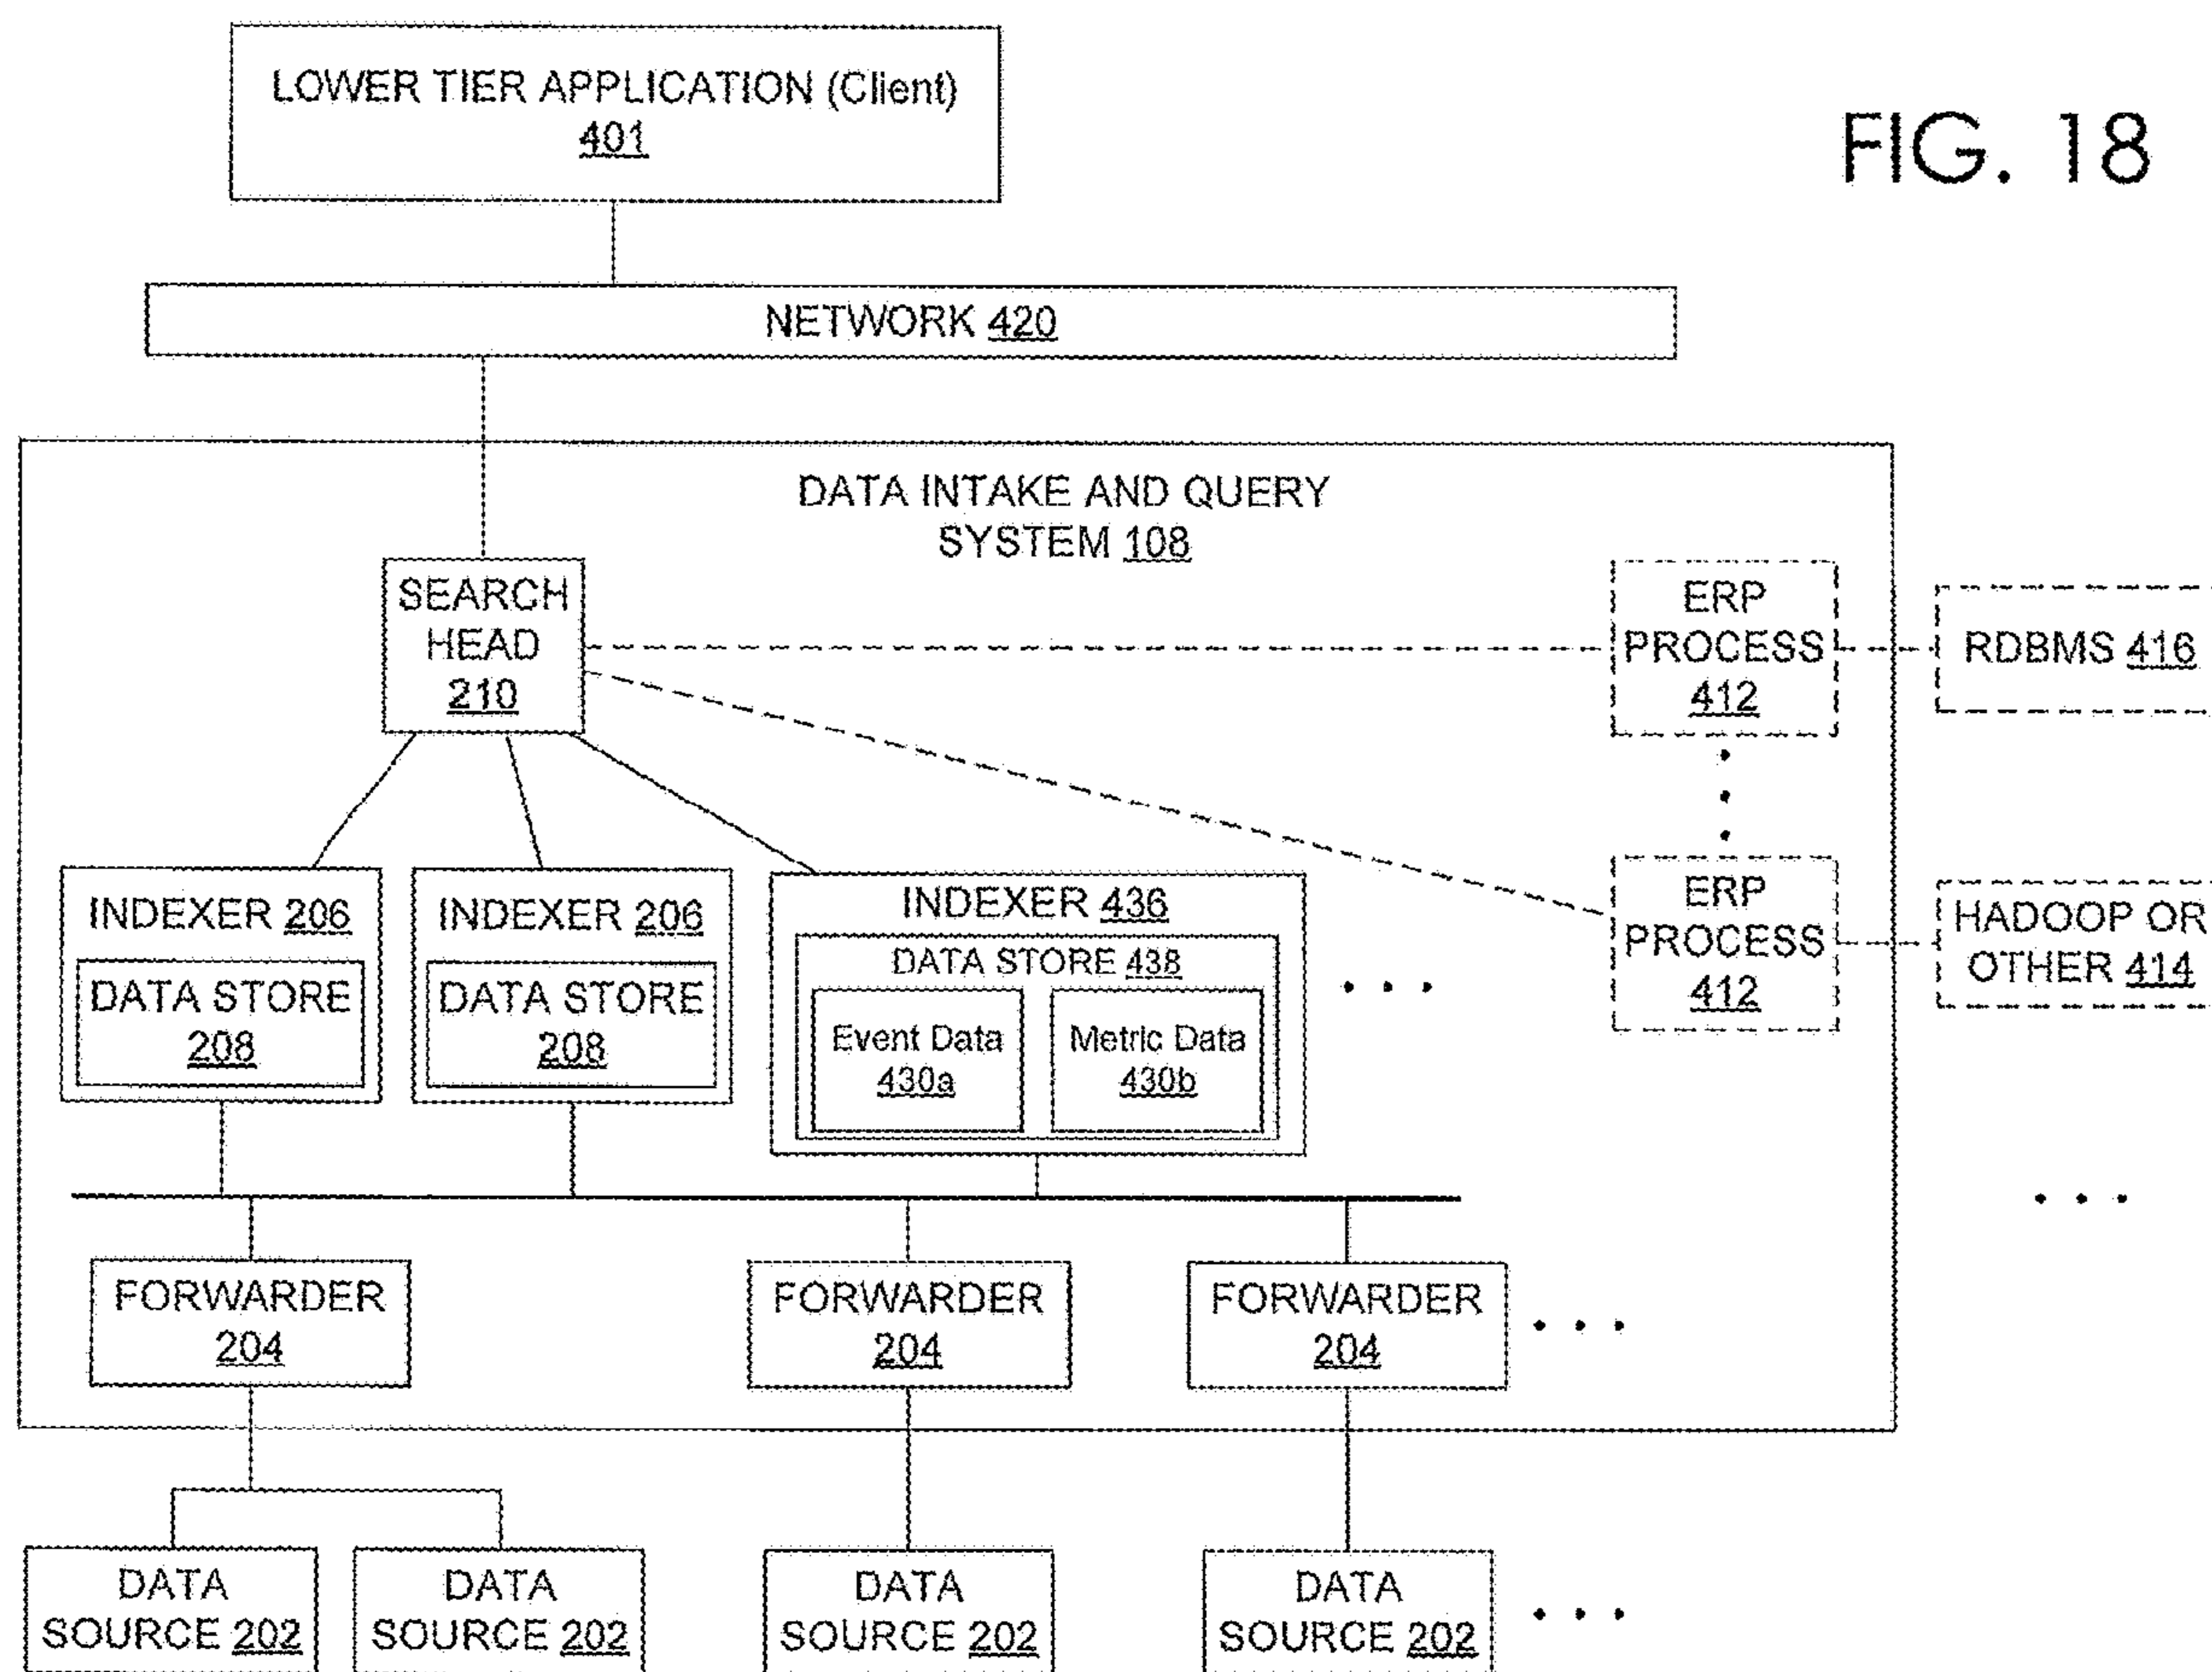 LOWER TIER APPLICATION (Client)
401
FIG. 18
NETWORK 420
DATA INTAKE AND QUERY
SYSTEM 108
SEARCH
HEAD
210
ERP
PROCESS
412
RDBMS 416
INDEXER 206
DATA STORE
208
INDEXER 206
DATA STORE
208
INDEXER 436
DATA STORE 438
Event Data
430a
Metric Data
430b
. . .
ERP
PROCESS
412
HADOOP OR
OTHER 414
. . .
FORWARDER
204
FORWARDER
204
FORWARDER
204
. . .
DATA
SOURCE 202
DATA
SOURCE 202
DATA
SOURCE 202
DATA
SOURCE 202
. . .